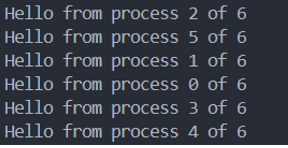 Hello from process 2 of 6
Hello from process 5 of 6
Hello from process 1 of 6
Hello from process 0 of 6
Hello from process 3 of 6
Hello from process 4 of 6